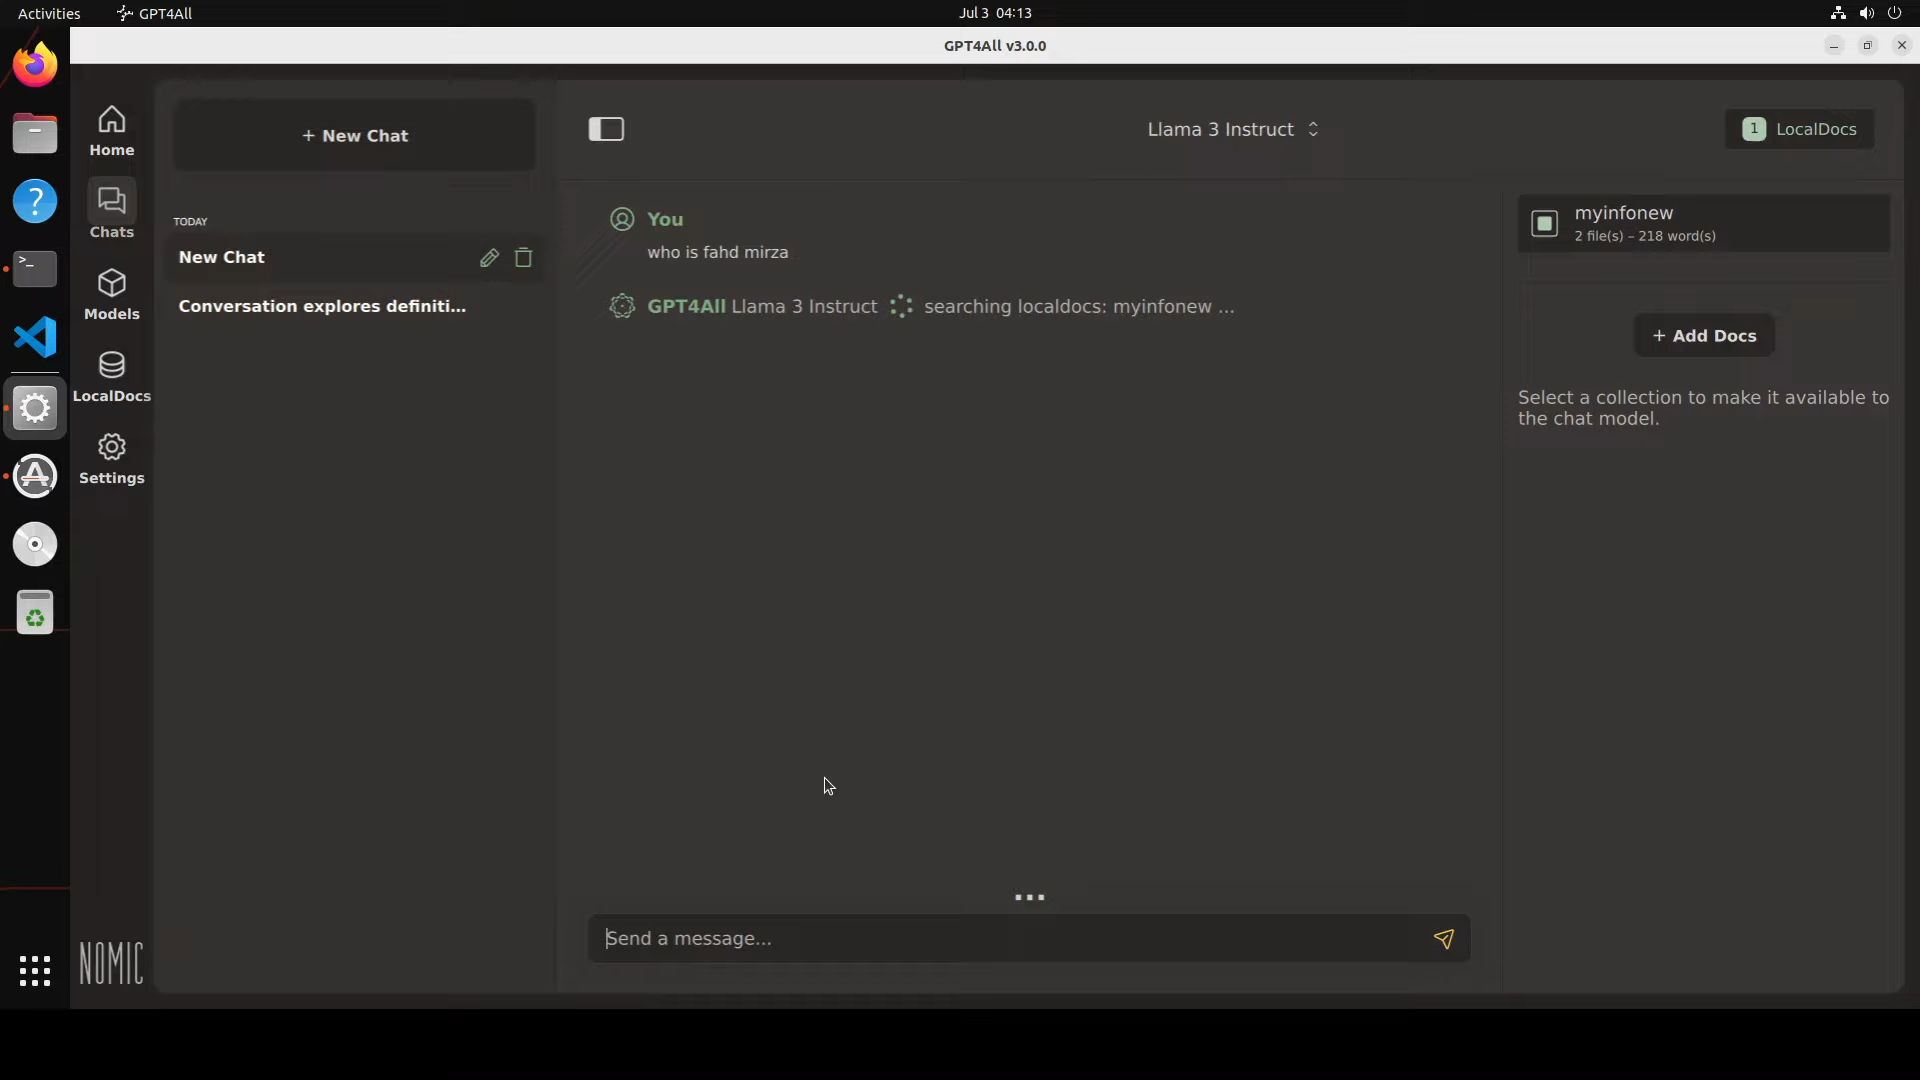 Activities
GPT4All
Jul 3 04:13
GPT4All v3.0.0
Home
Chats
Models
LocalDocs
Settings
NOMIC
+ New Chat
TODAY
New Chat
Conversation explores definiti...
Llama 3 Instruct
1 LocalDocs
You
who is fahd mirza
GPT4All Llama 3 Instruct searching localdocs: myinfonew ...
Send a message...
myinfonew
2 file(s) – 218 word(s)
+ Add Docs
Select a collection to make it available to
the chat model.